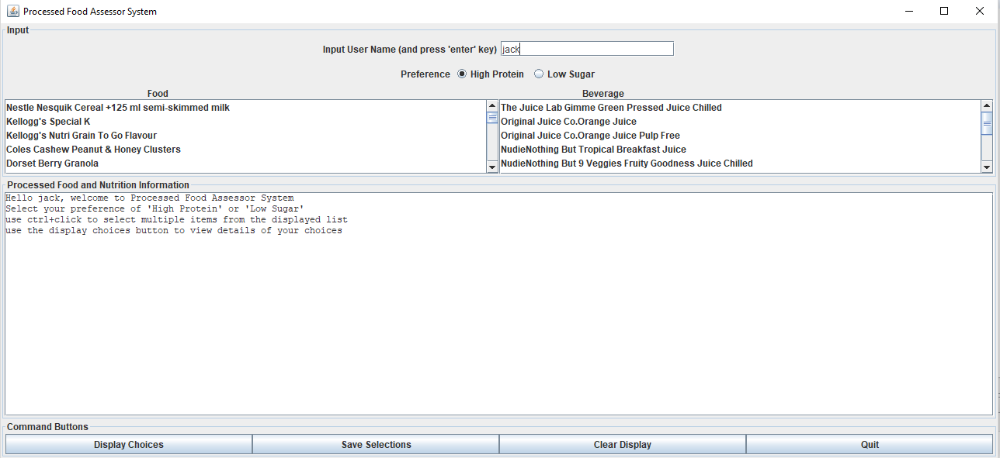 Processed Food Assessor System
Input
Input User Name (and press 'enter' key) jack
Preference High Protein Low Sugar
Food Beverage
Nestle Nesquik Cereal +125 ml semi-skimmed milk
Kellogg's Special K
Kellogg's Nutri Grain To Go Flavour
Coles Cashew Peanut & Honey Clusters
Dorset Berry Granola
The Juice Lab Gimme Green Pressed Juice Chilled
Original Juice Co.Orange Juice
Original Juice Co.Orange Juice Pulp Free
NudieNothing But Tropical Breakfast Juice
NudieNothing But 9 Veggies Fruity Goodness Juice Chilled
Processed Food and Nutrition Information
Hello jack, welcome to Processed Food Assessor System
Select your preference of 'High Protein' or 'Low Sugar'
use ctrl+click to select multiple items from the displayed list
use the display choices button to view details of your choices
Command Buttons
Display Choices Save Selections Clear Display Quit